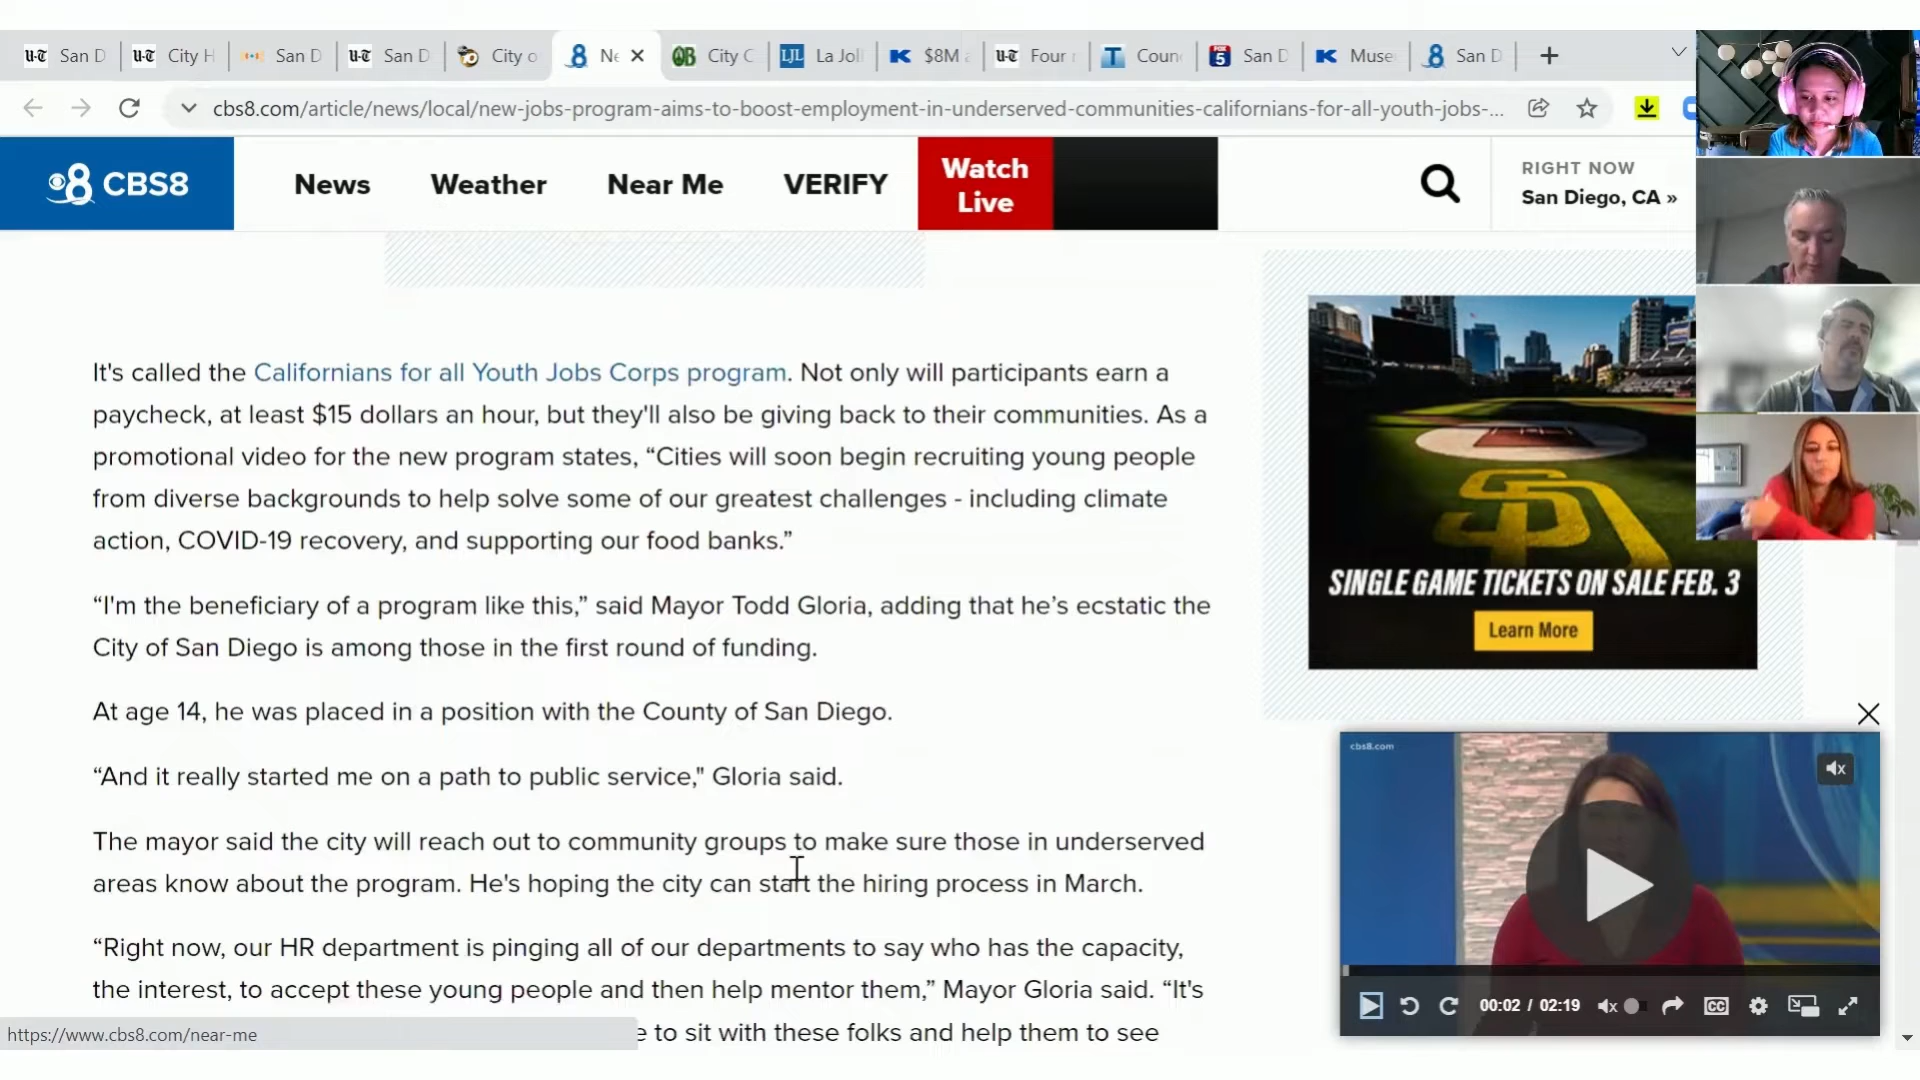 San D
City H
San D
San D
City o
Ne
City C
La Jol
$8M a
Four
Coun
San D
Muse
San D
cbs8.com/article/news/local/new-jobs-program-aims-to-boost-employment-in-underserved-communities-californians-for-all-youth-jobs-...
8 CBS8
News
Weather
Near Me
VERIFY
Watch
Live
RIGHT NOW
San Diego, CA »
It's called the Californians for all Youth Jobs Corps program. Not only will participants earn a
paycheck, at least $15 dollars an hour, but they'll also be giving back to their communities. As a
promotional video for the new program states, “Cities will soon begin recruiting young people
from diverse backgrounds to help solve some of our greatest challenges - including climate
action, COVID-19 recovery, and supporting our food banks.”
“I'm the beneficiary of a program like this,” said Mayor Todd Gloria, adding that he’s ecstatic the
City of San Diego is among those in the first round of funding.
At age 14, he was placed in a position with the County of San Diego.
“And it really started me on a path to public service," Gloria said.
The mayor said the city will reach out to community groups to make sure those in underserved
areas know about the program. He's hoping the city can start the hiring process in March.
“Right now, our HR department is pinging all of our departments to say who has the capacity,
the interest, to accept these young people and then help mentor them,” Mayor Gloria said. “It's
e to sit with these folks and help them to see
https://www.cbs8.com/near-me
SD
SINGLE GAME TICKETS ON SALE FEB. 3
Learn More
cbs8.com
00:02 / 02:19
CC